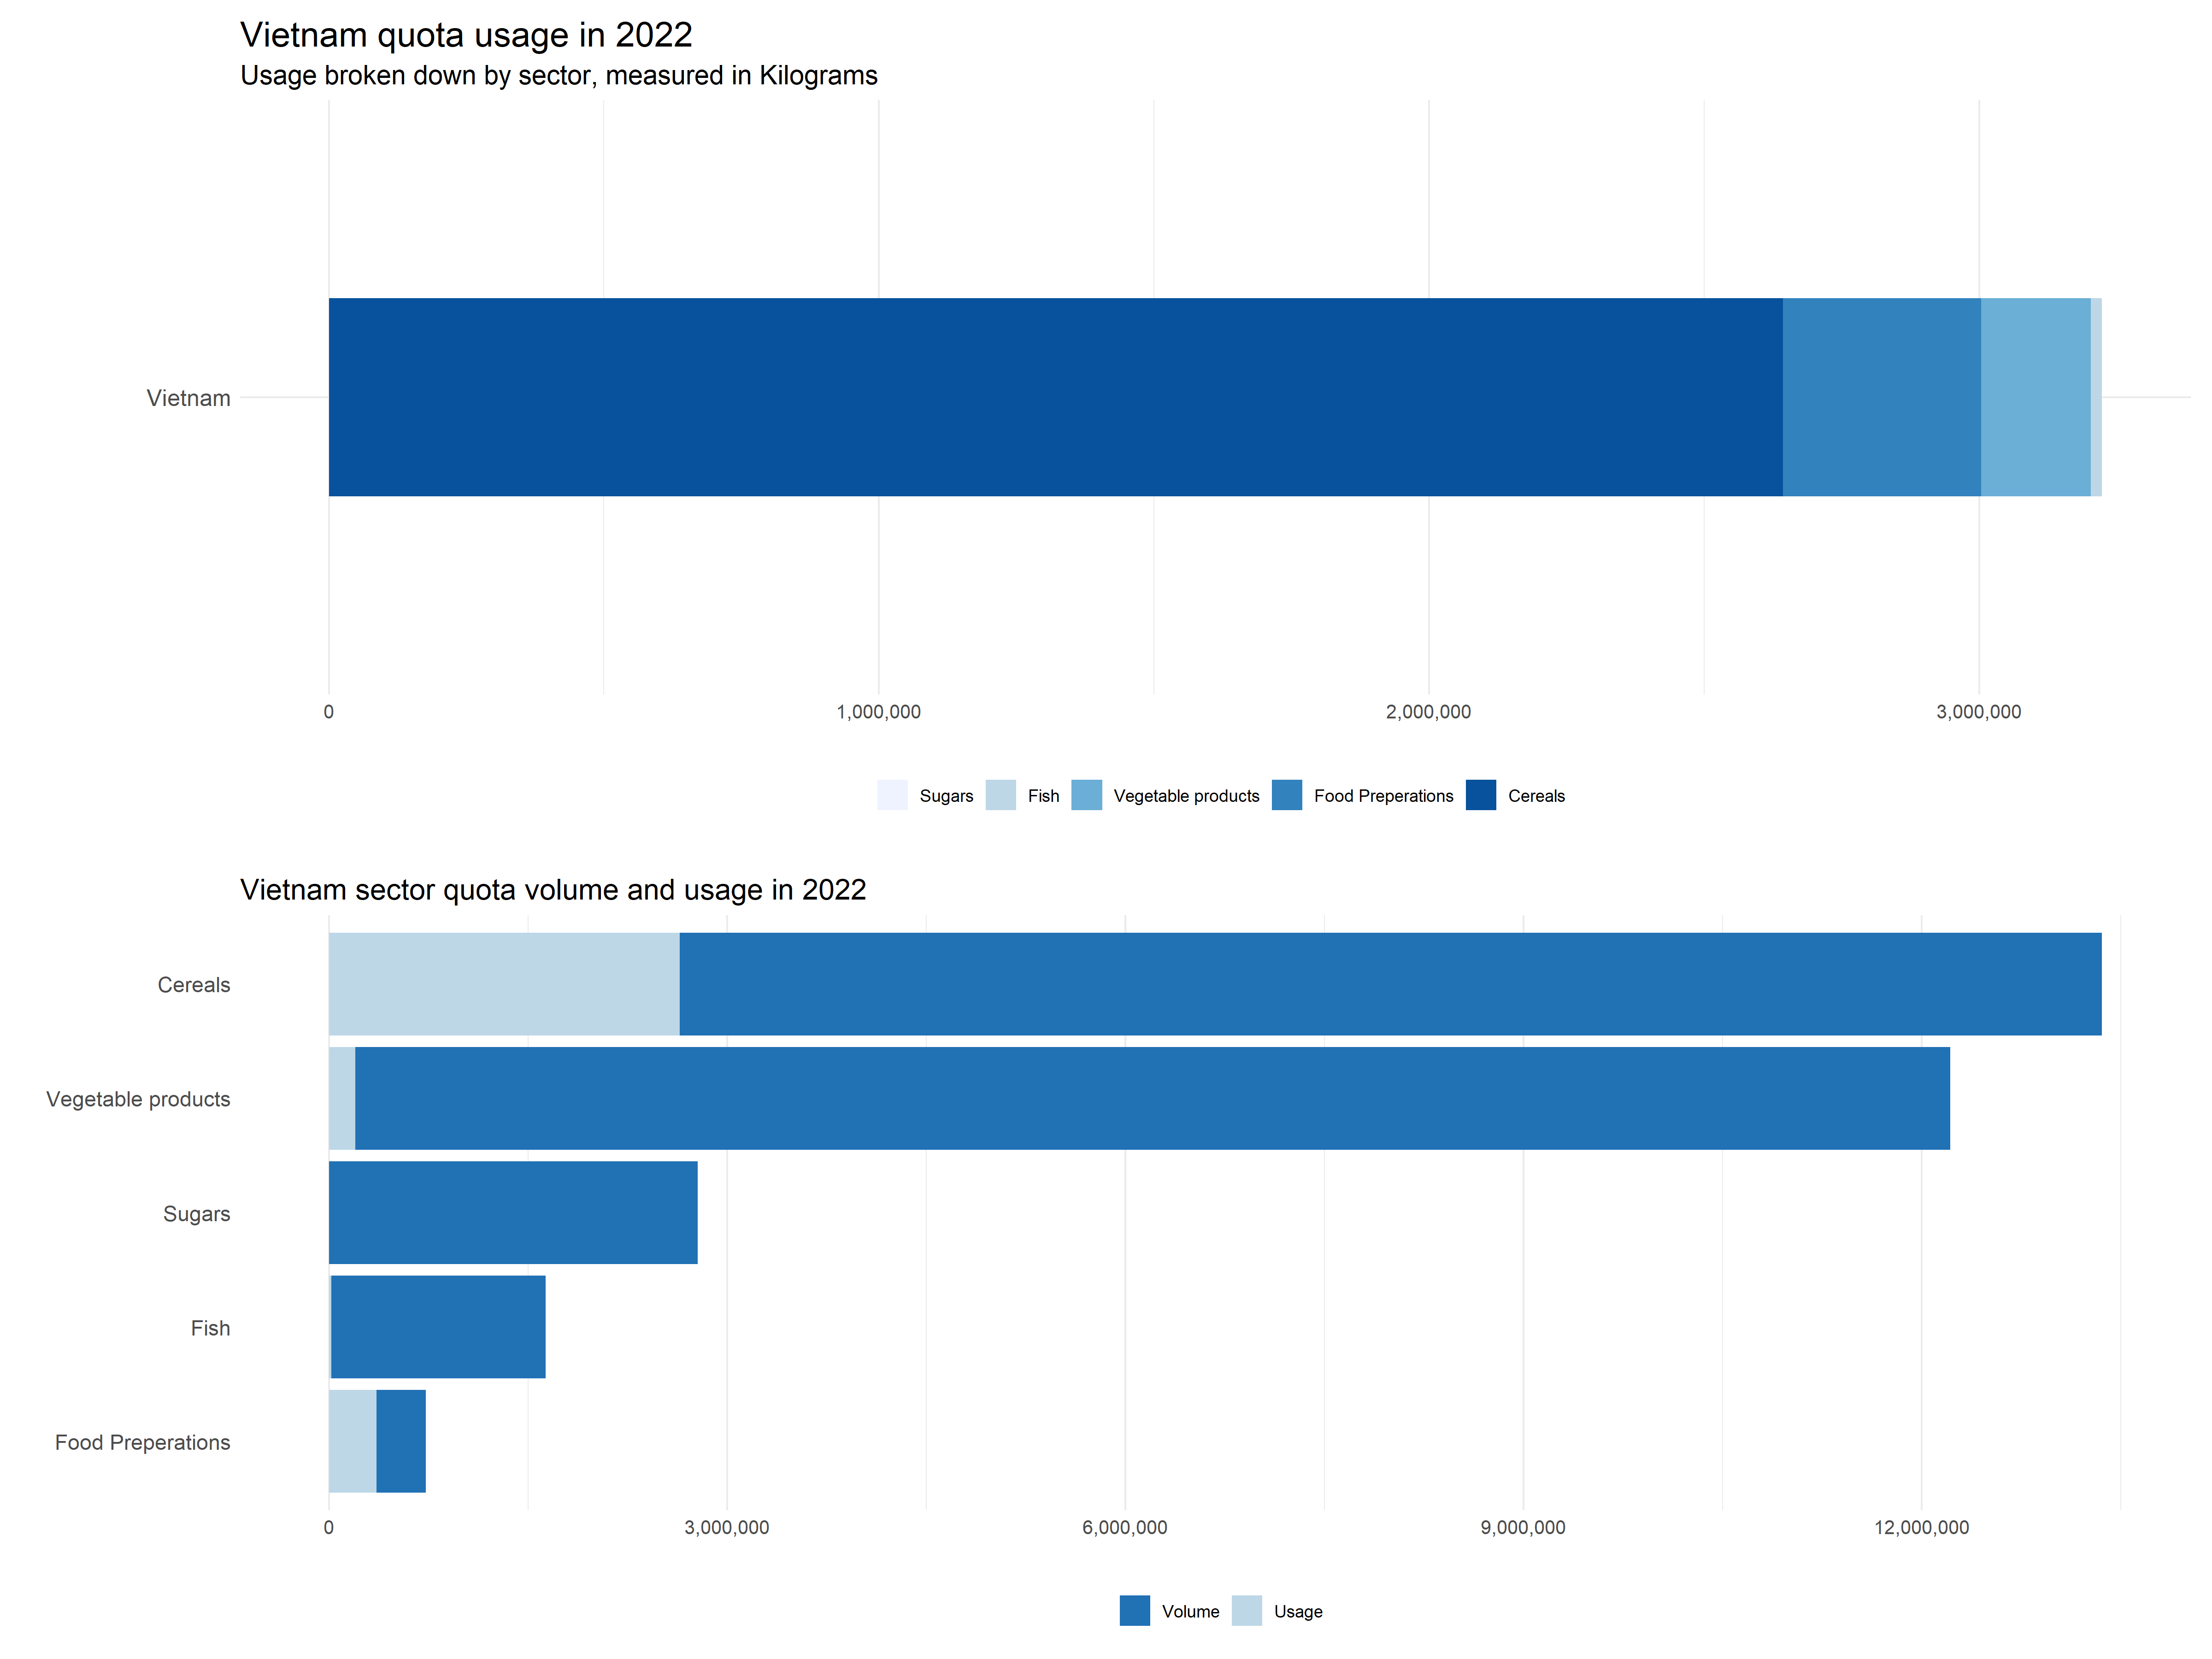 Vietnam quota usage in 2022
Usage broken down by sector, measured in Kilograms
Vietnam
0 1,000,000 2,000,000 3,000,000
Sugars Fish Vegetable products Food Preperations Cereals
Vietnam sector quota volume and usage in 2022
Cereals
Vegetable products
Sugars
Fish
Food Preperations
0 3,000,000 6,000,000 9,000,000 12,000,000
Volume Usage